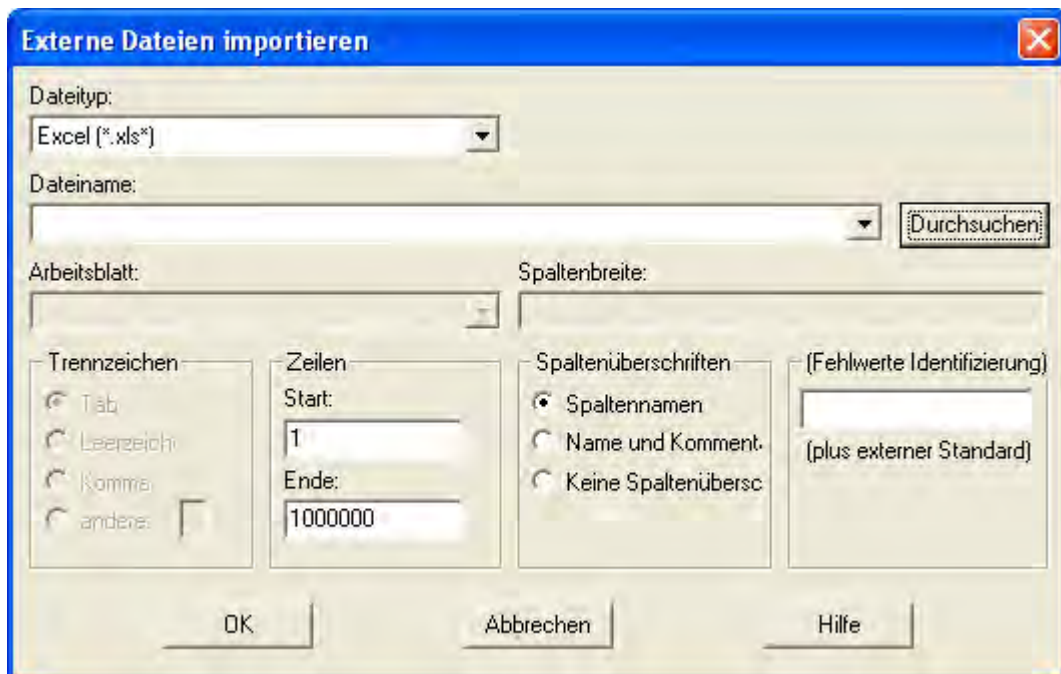 Externe Dateien importieren
Dateityp:
Excel (*.xls*)
Dateiname:
Durchsuchen
Arbeitsblatt:
Spaltenbreite:
Trennzeichen
Tab
Leerzeich
Komma
andere:
Zeilen
Start:
1
Ende:
1000000
Spaltenüberschriften
Spaltennamen
Name und Komment
Keine Spaltenübersc
(Fehlwerte Identifizierung)
(plus externer Standard)
OK
Abbrechen
Hilfe